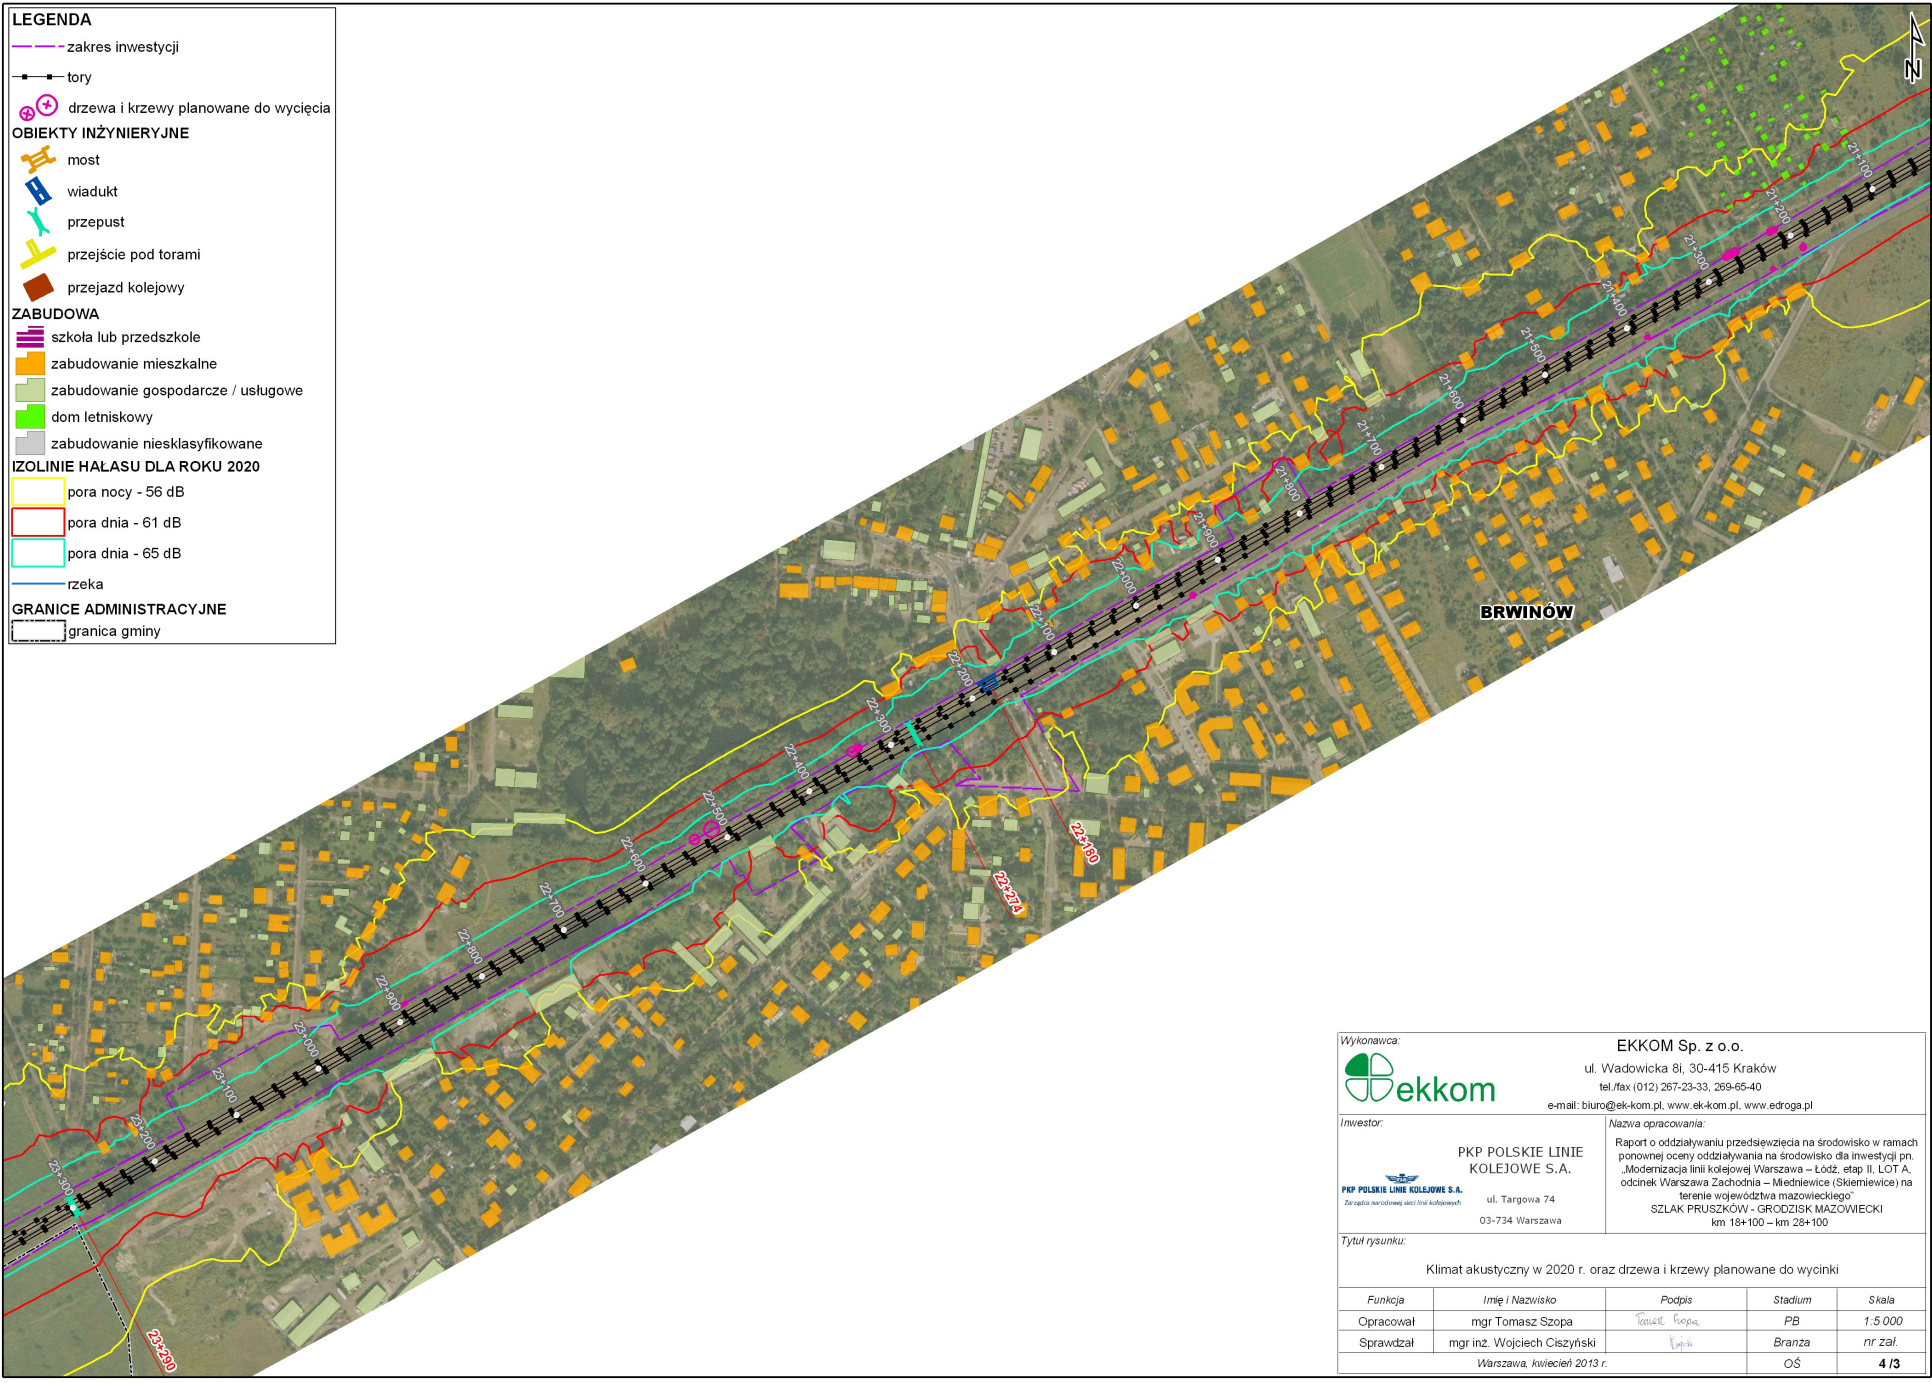 LEGENDA
zakres inwestycji
tory
drzewa i krzewy planowane do wycięcia
OBIEKTY INŻYNIERYJNE
most
wiadukt
przepust
przejście pod torami
przejazd kolejowy
ZABUDOWA
szkoła lub przedszkole
zabudowanie mieszkalne
zabudowanie gospodarcze / usługowe
dom letniskowy
zabudowanie niesklasyfikowane
IZOLINIE HAŁASU DLA ROKU 2020
pora nocy - 56 dB
pora dnia - 61 dB
pora dnia - 65 dB
rzeka
GRANICE ADMINISTRACYJNE
granica gminy
N
21+100
21+200
21+300
21+400
21+500
21+600
21+700
21+800
21+900
22+000
22+100
22+200
22+300
22+400
22+500
22+600
22+700
22+800
22+900
23+000
23+100
23+200
23+300
BRWINÓW
22+180
22+274
23+290
Wykonawca:
ekkom
EKKOM Sp. z o.o.
ul. Wadowicka 8i, 30-415 Kraków
tel./fax (012) 267-23-33, 269-65-40
e-mail: biuro@ek-kom.pl, www.ek-kom.pl, www.edroga.pl
Inwestor:
PKP POLSKIE LINIE KOLEJOWE S.A.
Zarządca narodowej sieci linii kolejowych
PKP POLSKIE LINIE
KOLEJOWE S.A.
ul. Targowa 74
03-734 Warszawa
Nazwa opracowania:
Raport o oddziaływaniu przedsięwzięcia na środowisko w ramach
ponownej oceny oddziaływania na środowisko dla inwestycji pn.
„Modernizacja linii kolejowej Warszawa – Łódź, etap II, LOT A,
odcinek Warszawa Zachodnia – Miedniewice (Skierniewice) na
terenie województwa mazowieckiego”
SZLAK PRUSZKÓW - GRODZISK MAZOWIECKI
km 18+100 – km 28+100
Tytuł rysunku:
Klimat akustyczny w 2020 r. oraz drzewa i krzewy planowane do wycinki
Funkcja Imię i Nazwisko Podpis Stadium Skala
Opracował mgr Tomasz Szopa Tomasz Szopa PB 1:5 000
Sprawdzał mgr inż. Wojciech Ciszyński Branża nr zał.
Warszawa, kwiecień 2013 r. OŚ 4 /3